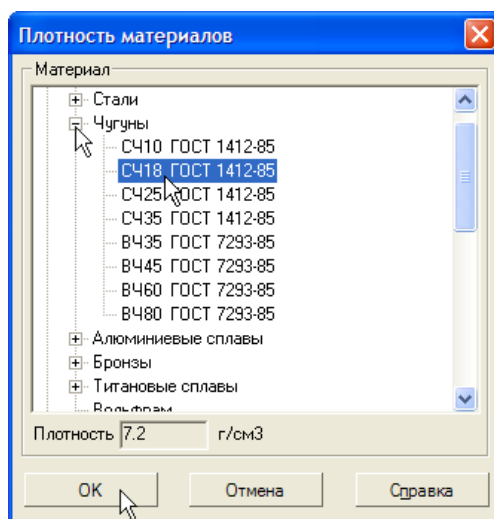 Плотность материалов
Материал
Стали
Чугуны
СЧ10 ГОСТ 1412-85
СЧ18 ГОСТ 1412-85
СЧ25 ГОСТ 1412-85
СЧ35 ГОСТ 1412-85
ВЧ35 ГОСТ 7293-85
ВЧ45 ГОСТ 7293-85
ВЧ60 ГОСТ 7293-85
ВЧ80 ГОСТ 7293-85
Алюминиевые сплавы
Бронзы
Титановые сплавы
Вольфрам
Плотность 7.2 г/см3
OK Отмена Справка